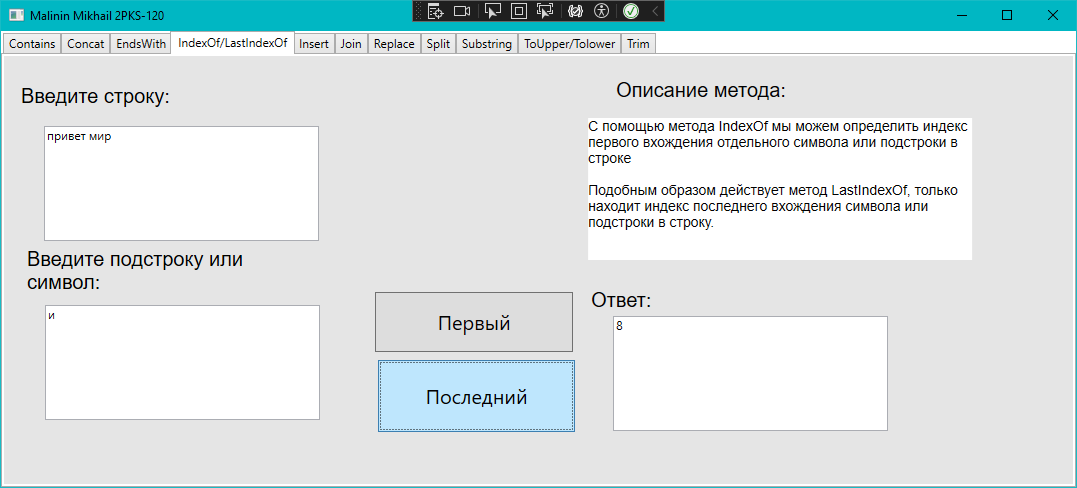 Malinin Mikhail 2PKS-120
Contains Concat EndsWith IndexOf/LastIndexOf Insert Join Replace Split Substring ToUpper/Tolower Trim
Введите строку:
привет мир
Введите подстроку или
символ:
и
Первый
Последний
Описание метода:
С помощью метода IndexOf мы можем определить индекс
первого вхождения отдельного символа или подстроки в
строке
Подобным образом действует метод LastIndexOf, только
находит индекс последнего вхождения символа или
подстроки в строку.
Ответ:
8